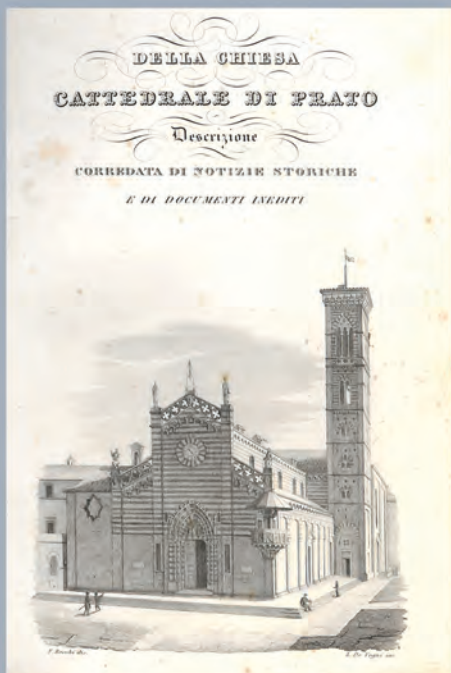 DELLA CHIESA
CATTEDRALE DI PRATO
Descrizione
CORREDATA DI NOTIZIE STORICHE
E DI DOCUMENTI INEDITI